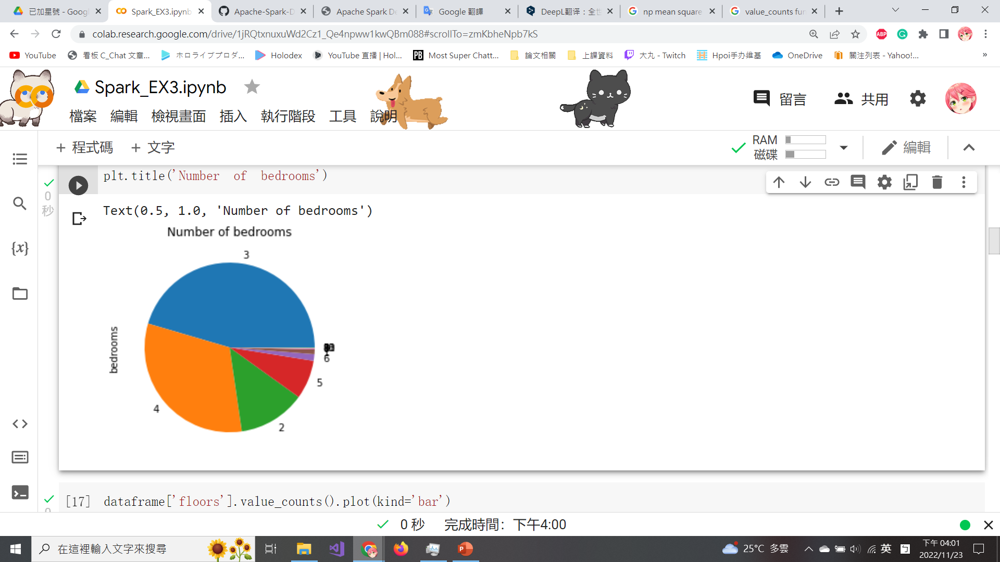 已加星號 - Googl
Spark_EX3.ipynb
Apache-Spark-D
Apache Spark De
Google 翻譯
DeepL翻译：全世
np mean square
value_counts fun
colab.research.google.com/drive/1jRQtxnuxuWd2Cz1_Qe4npww1kwQBm088#scrollTo=zmKbheNpb7kS
ABP
YouTube
看板 C_Chat 文章...
ホロライブプロダ...
Holodex
YouTube 直播 | Hol...
PB
Most Super Chatt...
論文相關
上課資料
大丸 - Twitch
Hpoi手办维基
OneDrive
關注列表 - Yahoo!...
»
Spark_EX3.ipynb
留言
共用
檔案 編輯 檢視畫面 插入 執行階段 工具 說明
+ 程式碼 + 文字
RAM
磁碟
編輯
0
秒
plt.title('Number of bedrooms')
Text(0.5, 1.0, 'Number of bedrooms')
Number of bedrooms
3
bedrooms
6
5
4
2
{x}
[17] dataframe['floors'].value_counts().plot(kind='bar')
0 秒 完成時間： 下午4:00
在這裡輸入文字來搜尋
25°C 多雲
英
下午 04:01
2022/11/23